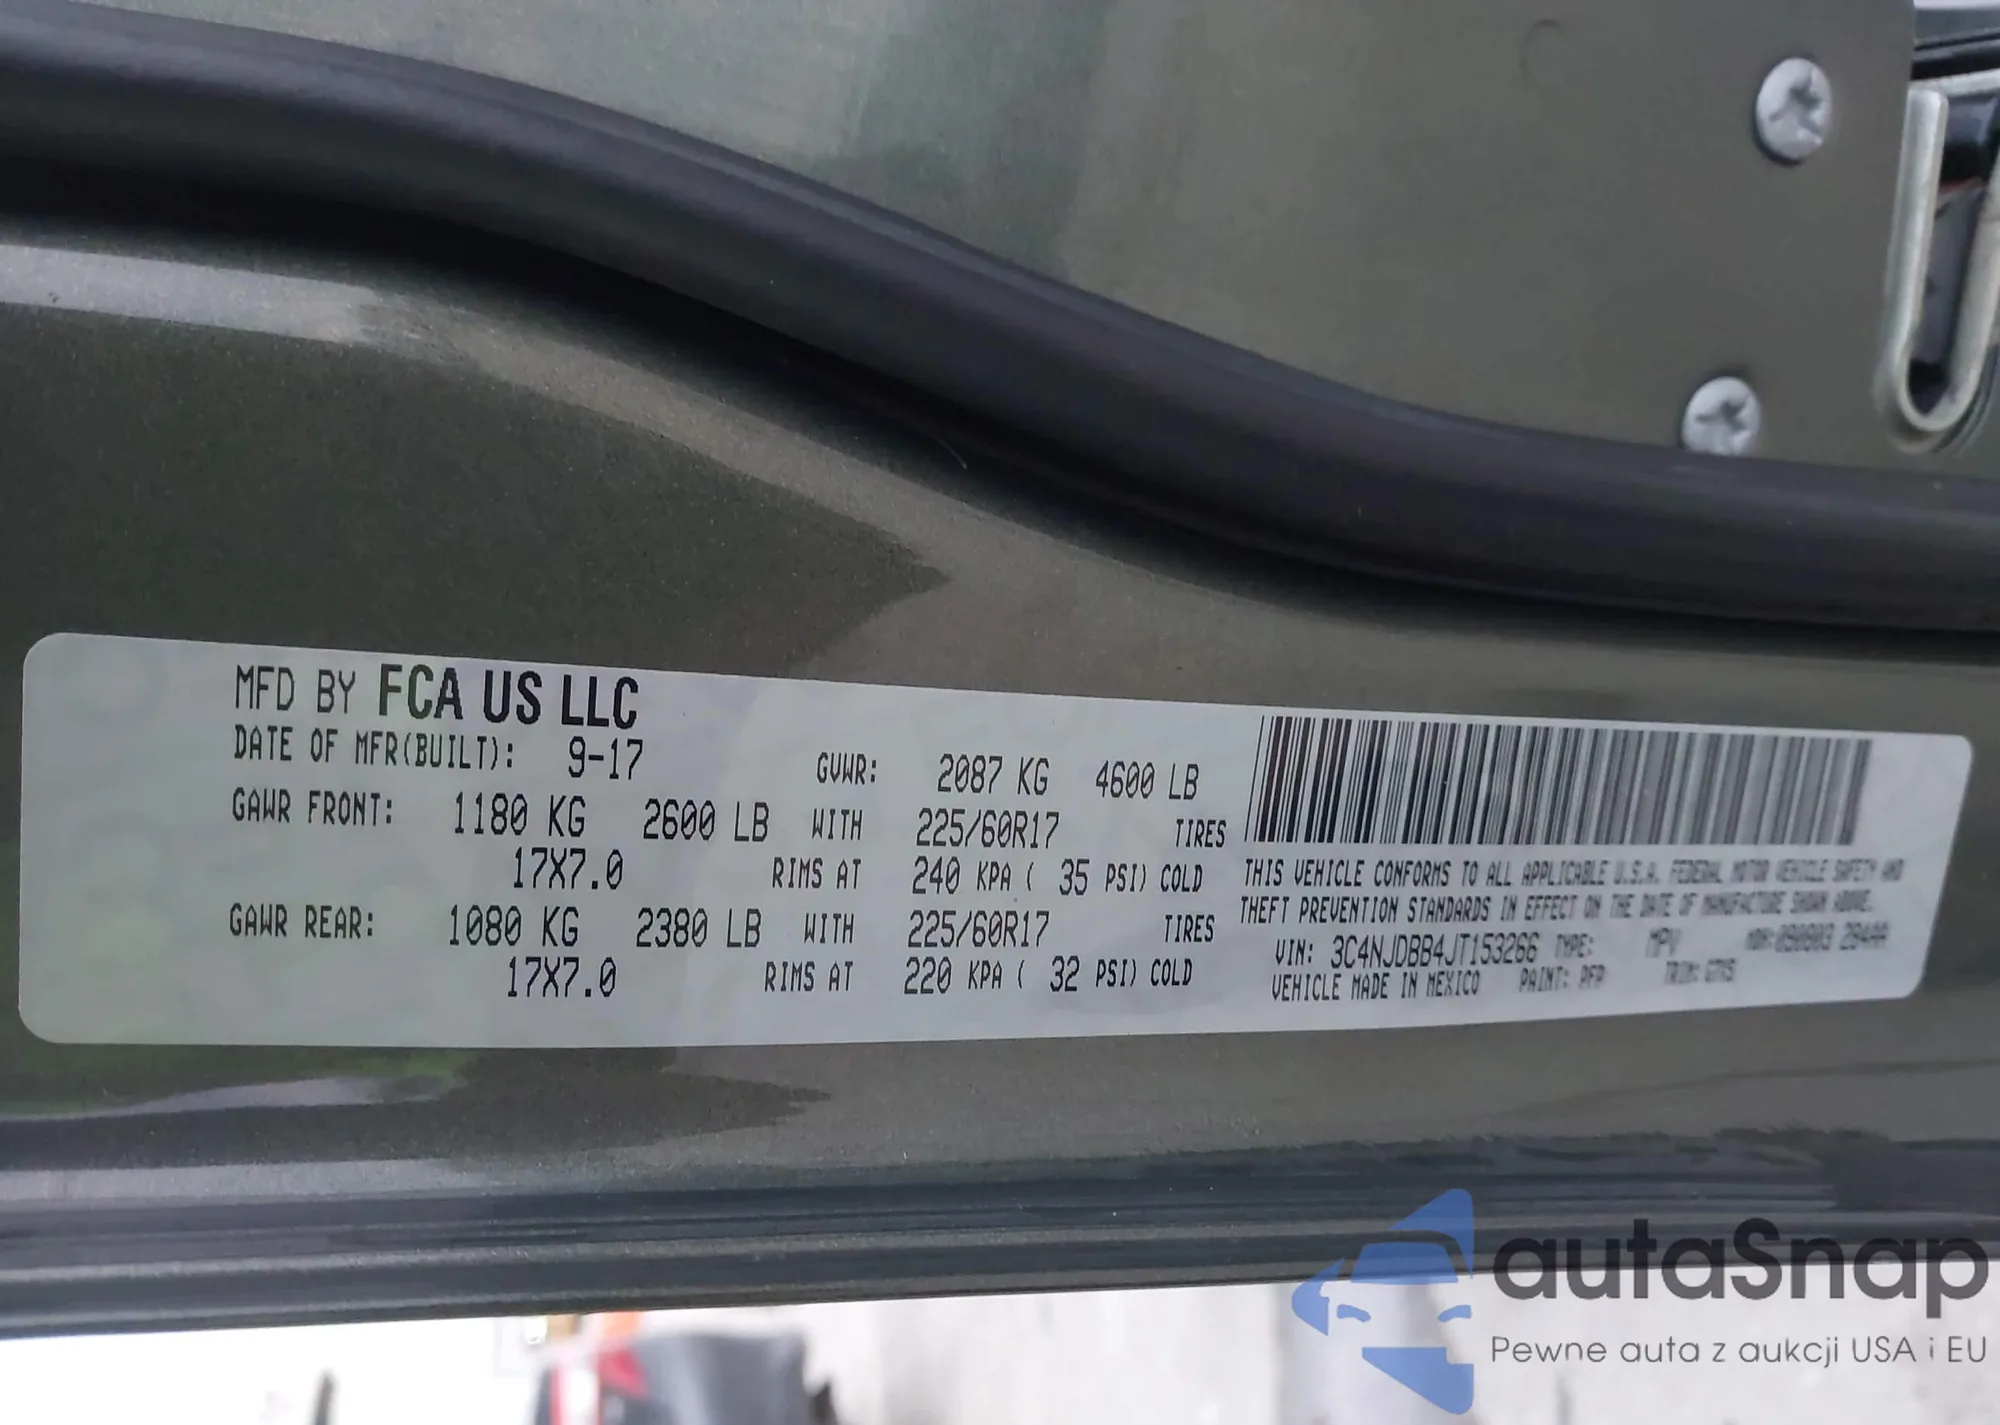 MFD BY FCA US LLC
DATE OF MFR(BUILT): 9-17 GVWR: 2087 KG 4600 LB
GAWR FRONT: 1180 KG 2600 LB WITH 225/60R17 TIRES
17X7.0 RIMS AT 240 KPA ( 35 PSI) COLD
GAWR REAR: 1080 KG 2380 LB WITH 225/60R17 TIRES
17X7.0 RIMS AT 220 KPA ( 32 PSI) COLD
THIS VEHICLE CONFORMS TO ALL APPLICABLE U.S.A. FEDERAL MOTOR VEHICLE SAFETY AND
THEFT PREVENTION STANDARDS IN EFFECT ON THE DATE OF MANUFACTURE SHOWN ABOVE.
VIN: 3C4NJDBB4JT153266 TYPE: MPV
VEHICLE MADE IN MEXICO PAINT: TRIM:
autaSnap
Pewne auta z aukcji USA i EU